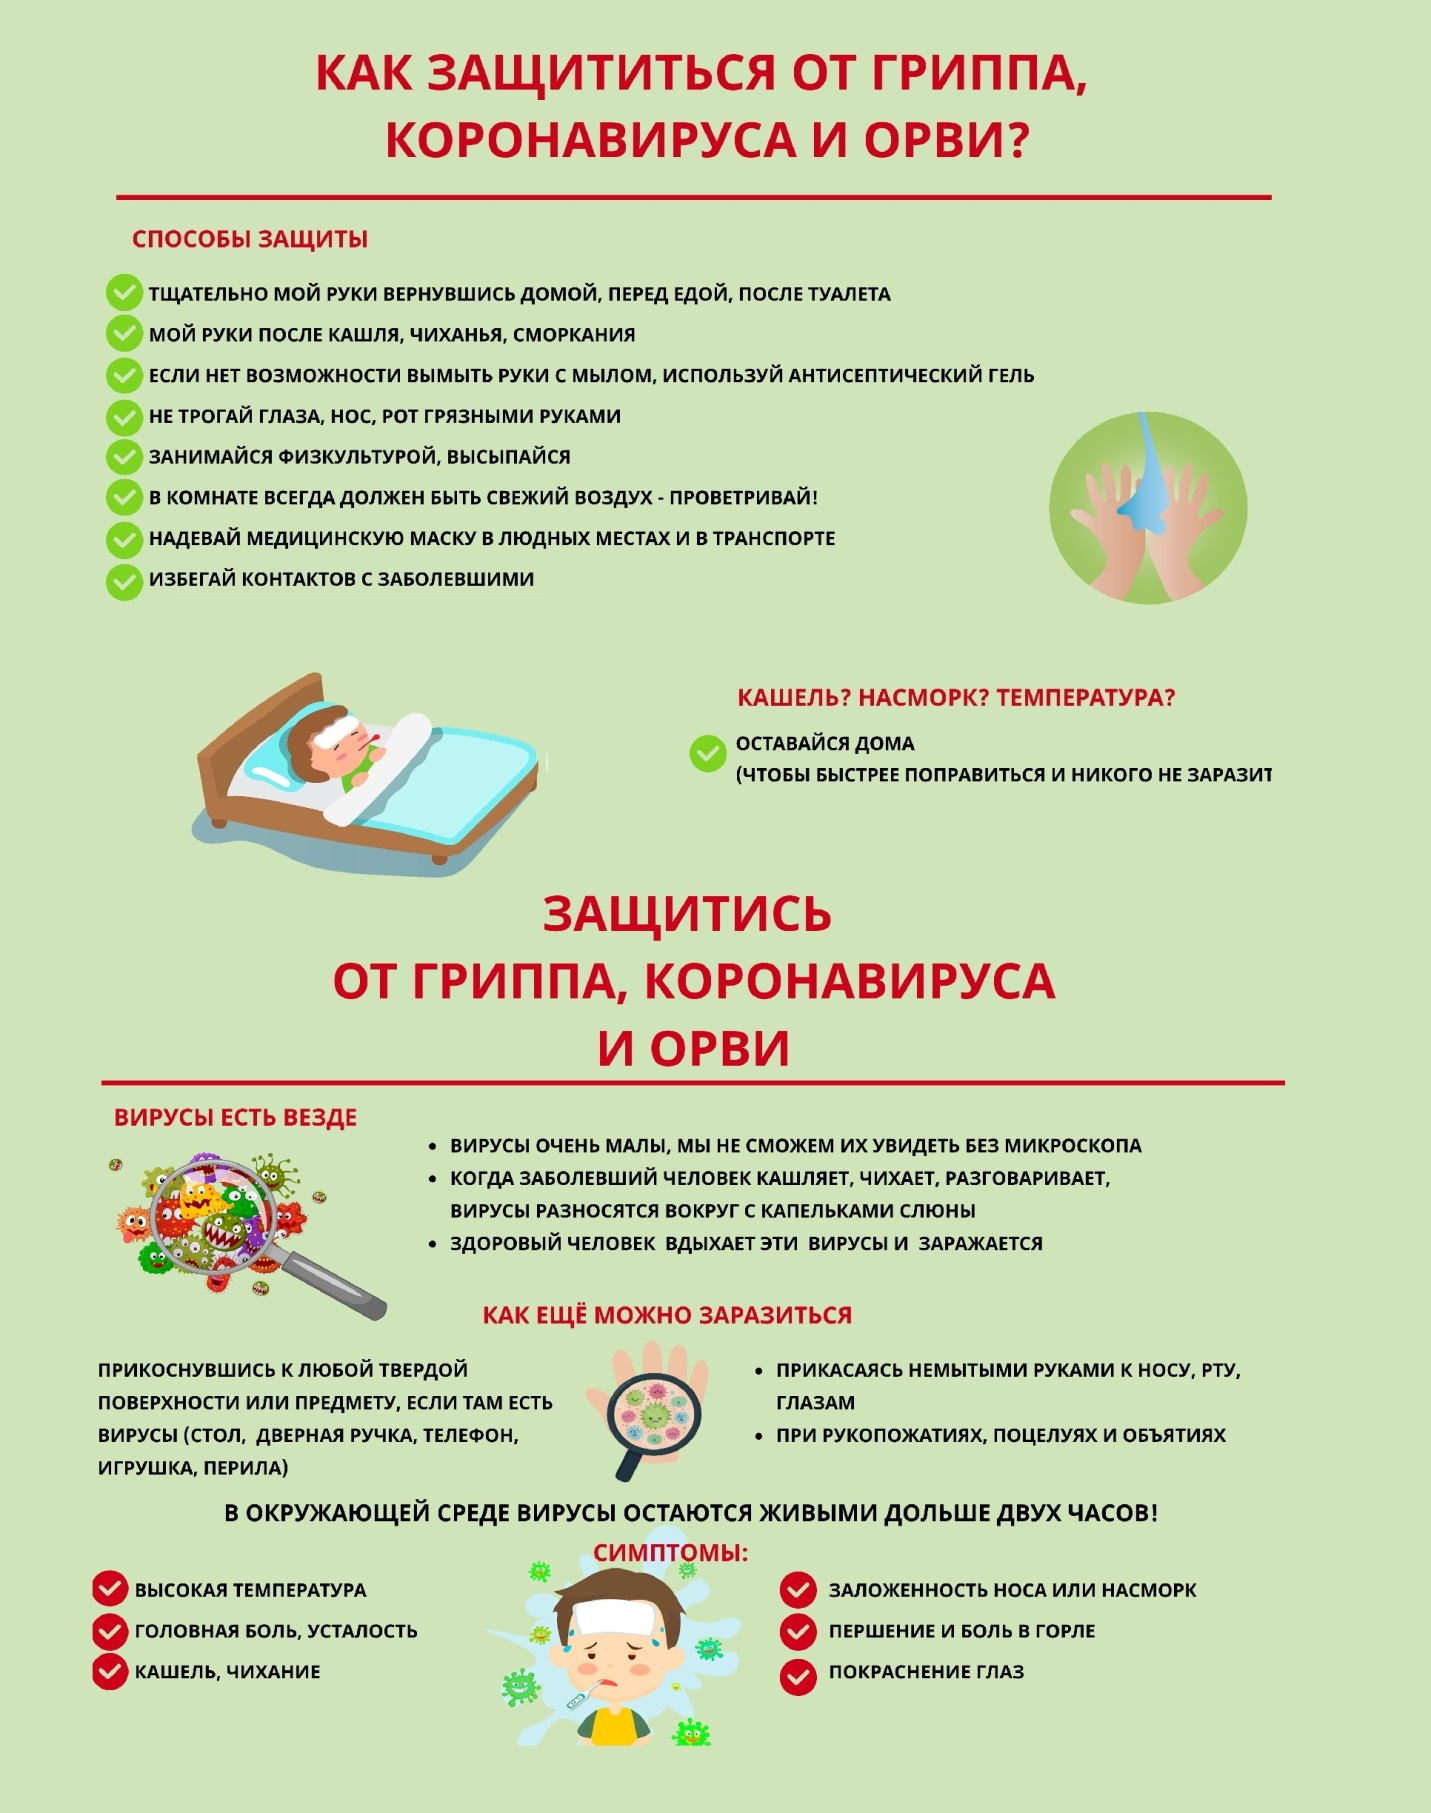 КАК ЗАЩИТИТЬСЯ ОТ ГРИППА,
КОРОНАВИРУСА И ОРВИ?
СПОСОБЫ ЗАЩИТЫ
ТЩАТЕЛЬНО МОЙ РУКИ ВЕРНУВШИСЬ ДОМОЙ, ПЕРЕД ЕДОЙ, ПОСЛЕ ТУАЛЕТА
МОЙ РУКИ ПОСЛЕ КАШЛЯ, ЧИХАНЬЯ, СМОРКАНИЯ
ЕСЛИ НЕТ ВОЗМОЖНОСТИ ВЫМЫТЬ РУКИ С МЫЛОМ, ИСПОЛЬЗУЙ АНТИСЕПТИЧЕСКИЙ ГЕЛЬ
НЕ ТРОГАЙ ГЛАЗА, НОС, РОТ ГРЯЗНЫМИ РУКАМИ
ЗАНИМАЙСЯ ФИЗКУЛЬТУРОЙ, ВЫСЫПАЙСЯ
В КОМНАТЕ ВСЕГДА ДОЛЖЕН БЫТЬ СВЕЖИЙ ВОЗДУХ - ПРОВЕТРИВАЙ!
НАДЕВАЙ МЕДИЦИНСКУЮ МАСКУ В ЛЮДНЫХ МЕСТАХ И В ТРАНСПОРТЕ
ИЗБЕГАЙ КОНТАКТОВ С ЗАБОЛЕВШИМИ
КАШЕЛЬ? НАСМОРК? ТЕМПЕРАТУРА?
ОСТАВАЙСЯ ДОМА
(ЧТОБЫ БЫСТРЕЕ ПОПРАВИТЬСЯ И НИКОГО НЕ ЗАРАЗИТ
ЗАЩИТИСЬ
ОТ ГРИППА, КОРОНАВИРУСА
И ОРВИ
ВИРУСЫ ЕСТЬ ВЕЗДЕ
• ВИРУСЫ ОЧЕНЬ МАЛЫ, МЫ НЕ СМОЖЕМ ИХ УВИДЕТЬ БЕЗ МИКРОСКОПА
• КОГДА ЗАБОЛЕВШИЙ ЧЕЛОВЕК КАШЛЯЕТ, ЧИХАЕТ, РАЗГОВАРИВАЕТ,
ВИРУСЫ РАЗНОСЯТСЯ ВОКРУГ С КАПЕЛЬКАМИ СЛЮНЫ
• ЗДОРОВЫЙ ЧЕЛОВЕК ВДЫХАЕТ ЭТИ ВИРУСЫ И ЗАРАЖАЕТСЯ
КАК ЕЩЁ МОЖНО ЗАРАЗИТЬСЯ
ПРИКОСНУВШИСЬ К ЛЮБОЙ ТВЕРДОЙ
ПОВЕРХНОСТИ ИЛИ ПРЕДМЕТУ, ЕСЛИ ТАМ ЕСТЬ
ВИРУСЫ (СТОЛ, ДВЕРНАЯ РУЧКА, ТЕЛЕФОН,
ИГРУШКА, ПЕРИЛА)
• ПРИКАСАЯСЬ НЕМЫТЫМИ РУКАМИ К НОСУ, РТУ,
ГЛАЗАМ
• ПРИ РУКОПОЖАТИЯХ, ПОЦЕЛУЯХ И ОБЪЯТИЯХ
В ОКРУЖАЮЩЕЙ СРЕДЕ ВИРУСЫ ОСТАЮТСЯ ЖИВЫМИ ДОЛЬШЕ ДВУХ ЧАСОВ!
СИМПТОМЫ:
ВЫСОКАЯ ТЕМПЕРАТУРА
ГОЛОВНАЯ БОЛЬ, УСТАЛОСТЬ
КАШЕЛЬ, ЧИХАНИЕ
ЗАЛОЖЕННОСТЬ НОСА ИЛИ НАСМОРК
ПЕРШЕНИЕ И БОЛЬ В ГОРЛЕ
ПОКРАСНЕНИЕ ГЛАЗ